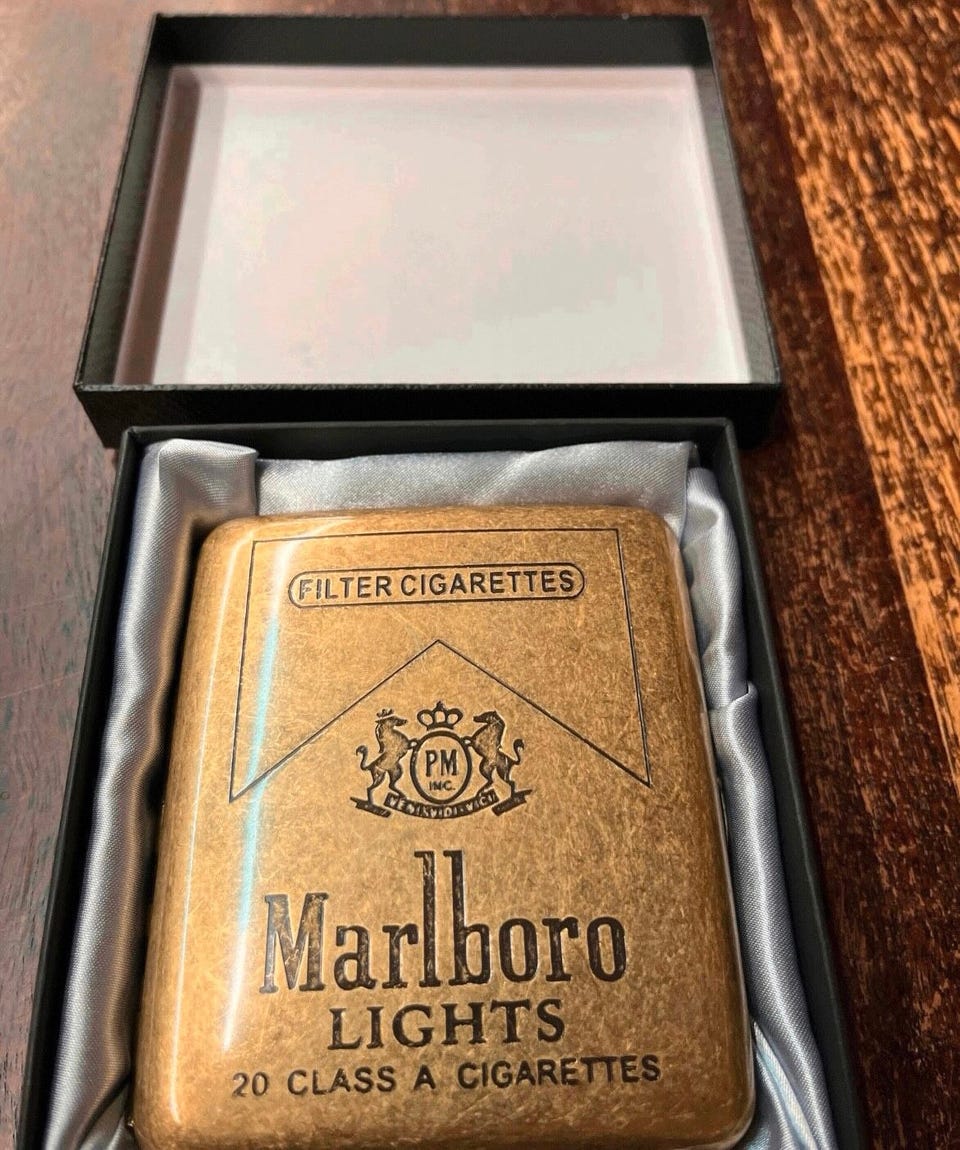 FILTER CIGARETTES
PM
INC.
Marlboro
LIGHTS
20 CLASS A CIGARETTES